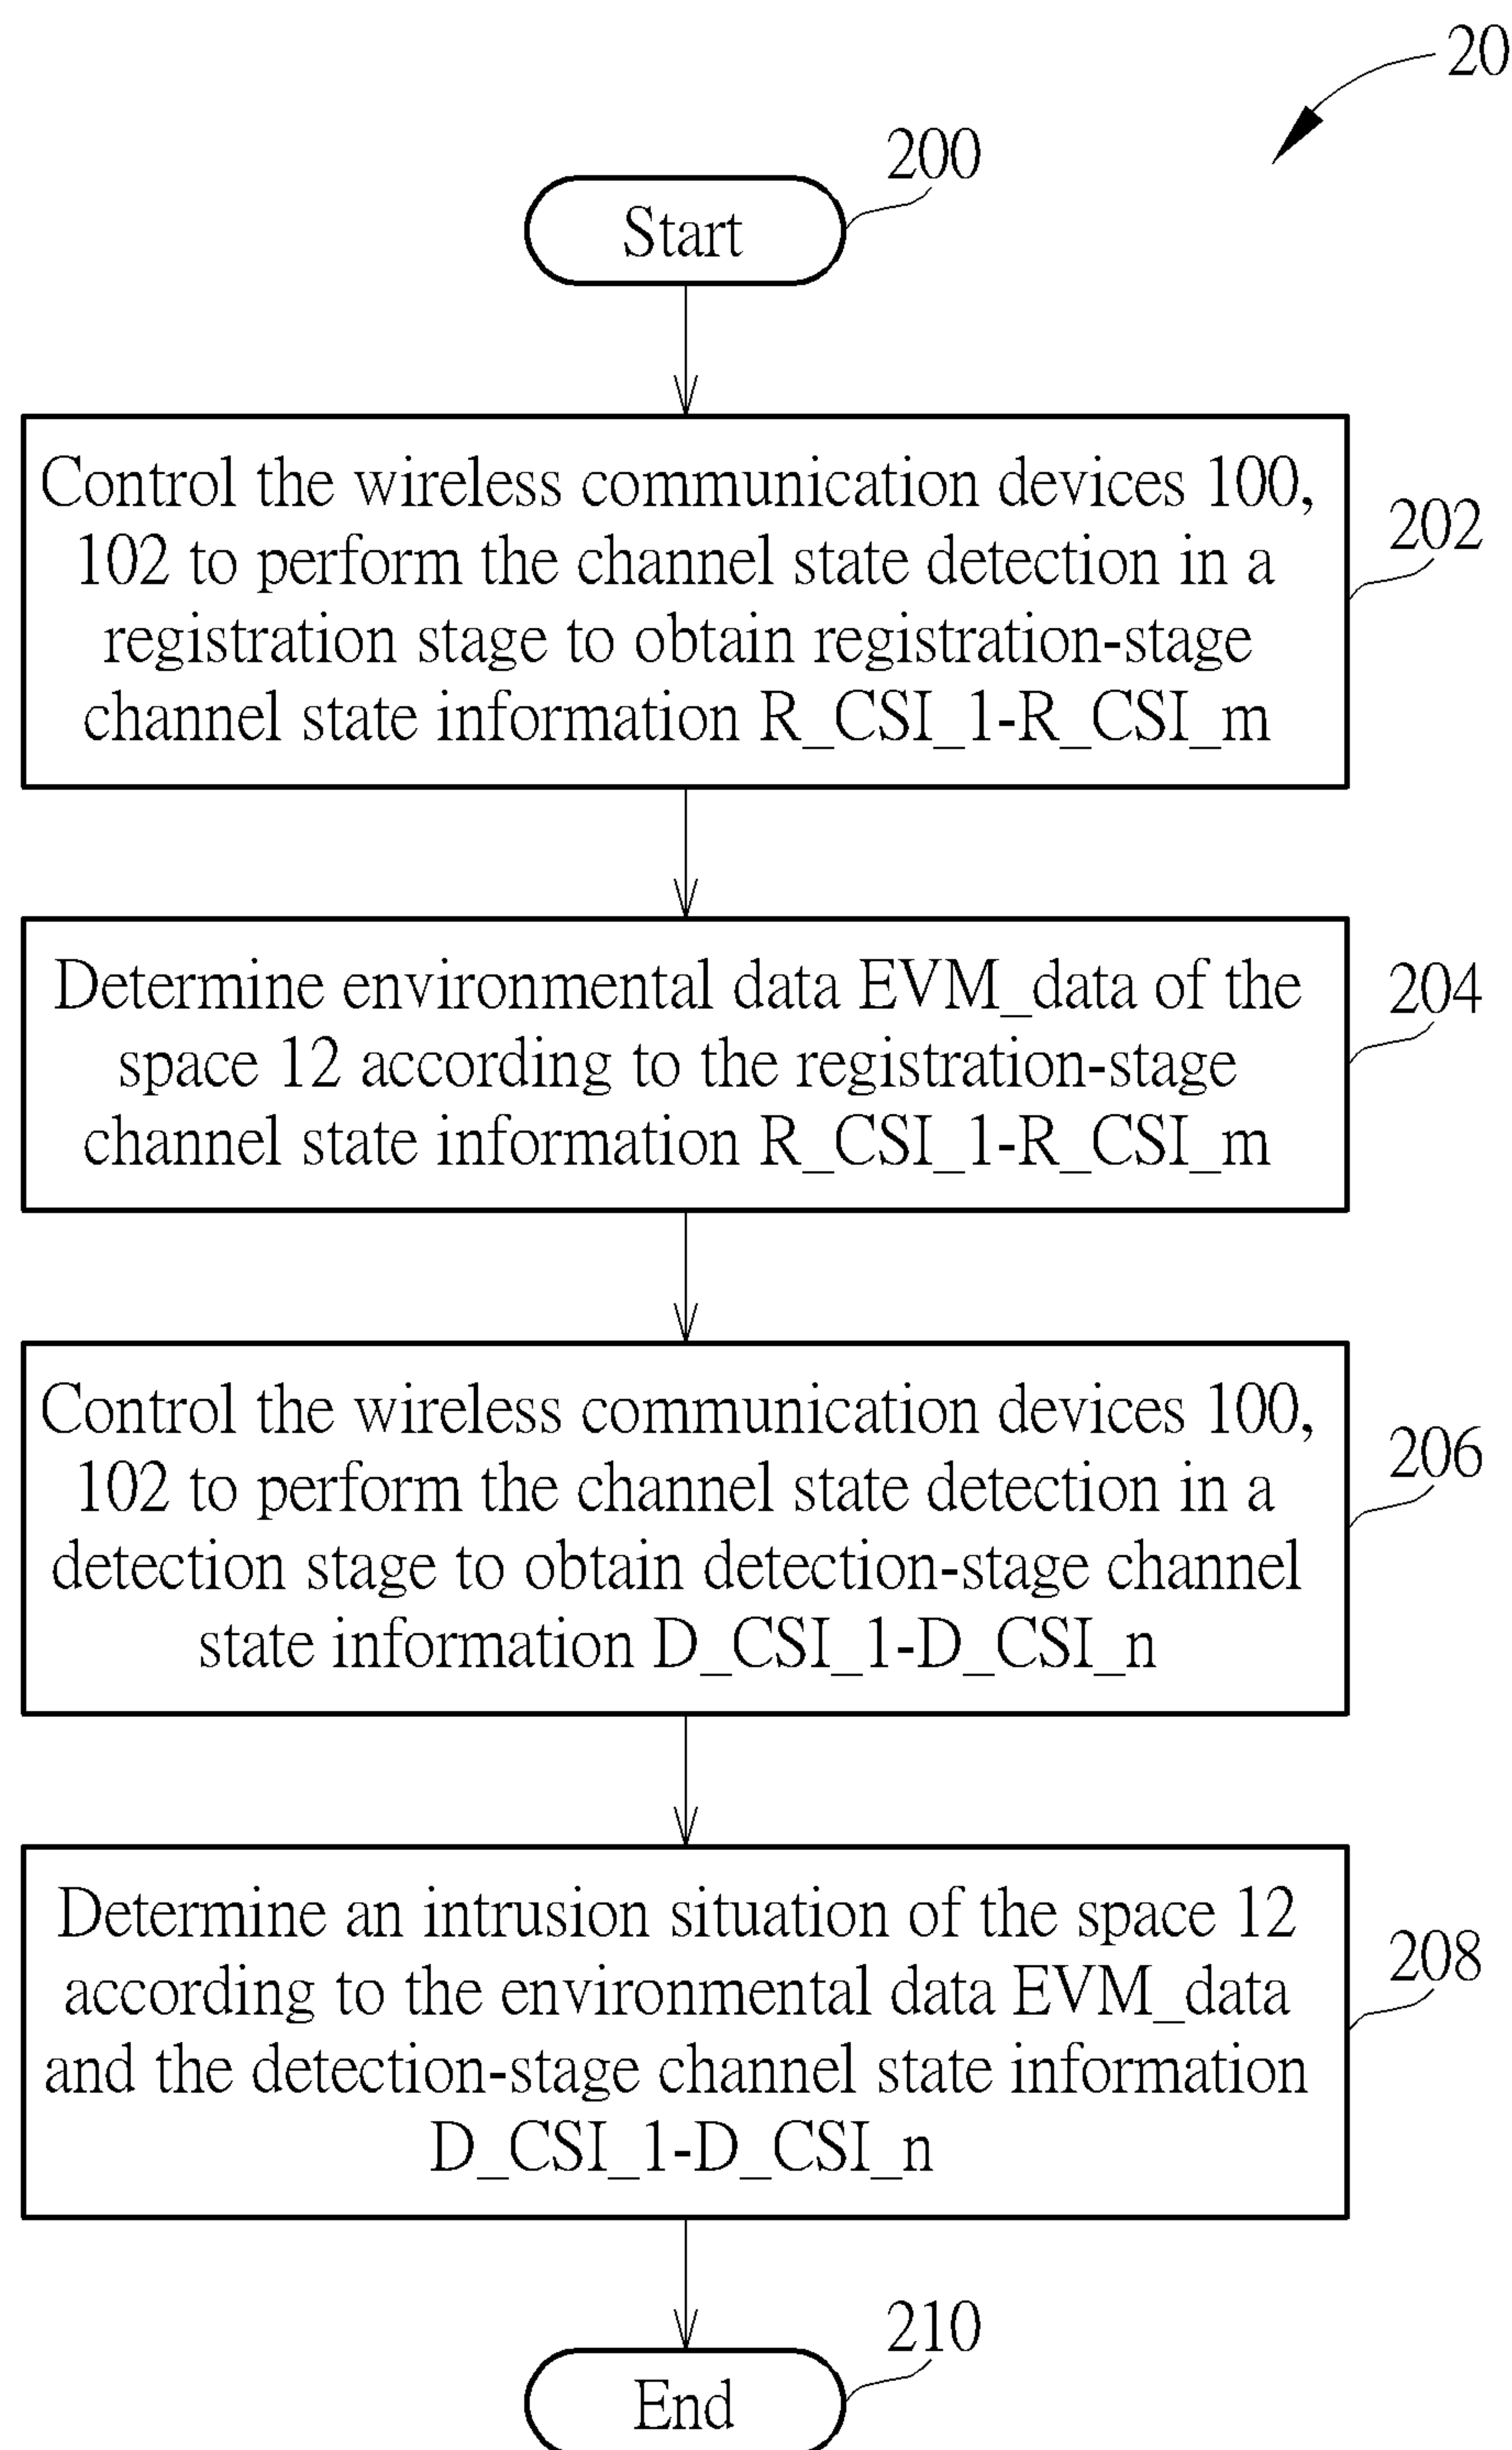 20
200
Start
Control the wireless communication devices 100,
102 to perform the channel state detection in a
registration stage to obtain registration-stage
channel state information R_CSI_1-R_CSI_m
202
Determine environmental data EVM_data of the
space 12 according to the registration-stage
channel state information R_CSI_1-R_CSI_m
204
Control the wireless communication devices 100,
102 to perform the channel state detection in a
detection stage to obtain detection-stage channel
state information D_CSI_1-D_CSI_n
206
Determine an intrusion situation of the space 12
according to the environmental data EVM_data
and the detection-stage channel state information
D_CSI_1-D_CSI_n
208
210
End